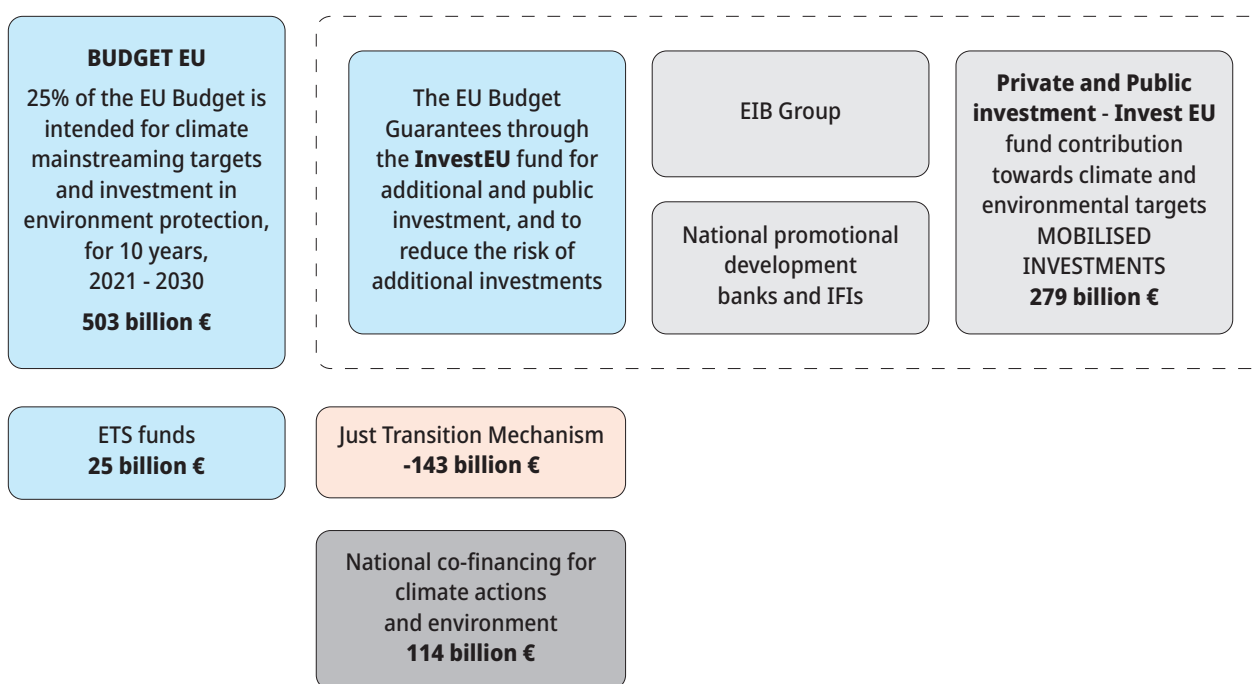 BUDGET EU
25% of the EU Budget is
intended for climate
mainstreaming targets
and investment in
environment protection,
for 10 years,
2021 - 2030
503 billion €
The EU Budget
Guarantees through
the InvestEU fund for
additional and public
investment, and to
reduce the risk of
additional investments
EIB Group
National promotional
development
banks and IFIs
Private and Public
investment - Invest EU
fund contribution
towards climate and
environmental targets
MOBILISED
INVESTMENTS
279 billion €
ETS funds
25 billion €
Just Transition Mechanism
-143 billion €
National co-financing for
climate actions
and environment
114 billion €